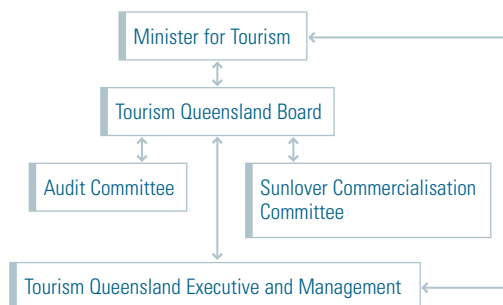 Minister for Tourism
Tourism Queensland Board
Audit Committee
Sunlover Commercialisation
Committee
Tourism Queensland Executive and Management